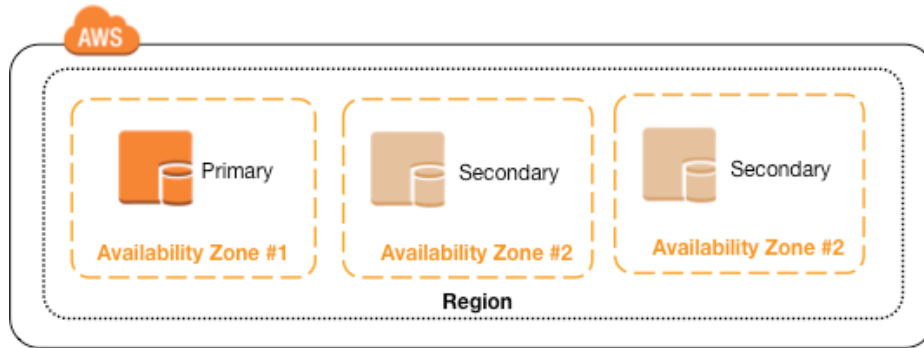 AWS
Primary
Secondary
Secondary
Availability Zone #1
Availability Zone #2
Availability Zone #2
Region